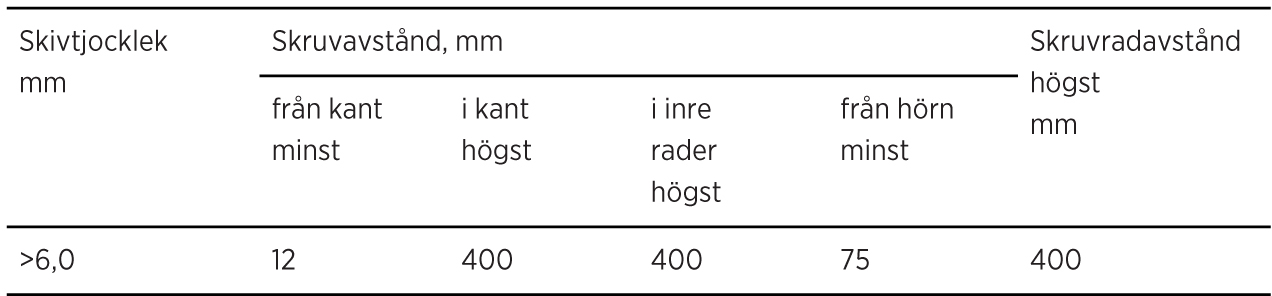 Skivtjocklek
mm
Skruvavstånd, mm
Skruvradavstånd
högst
mm
från kant
minst
i kant
högst
i inre
rader
högst
från hörn
minst
>6,0 12 400 400 75 400